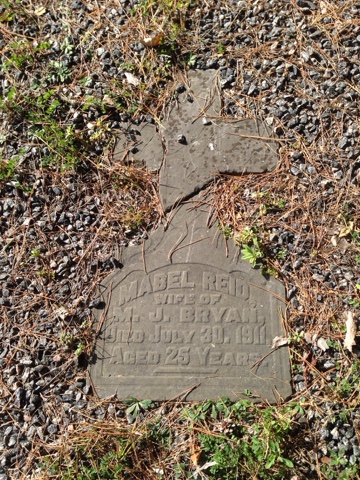 MABEL REID
WIFE OF
M. J. BRYAN,
DIED JULY 30, 1911
AGED 25 YEARS